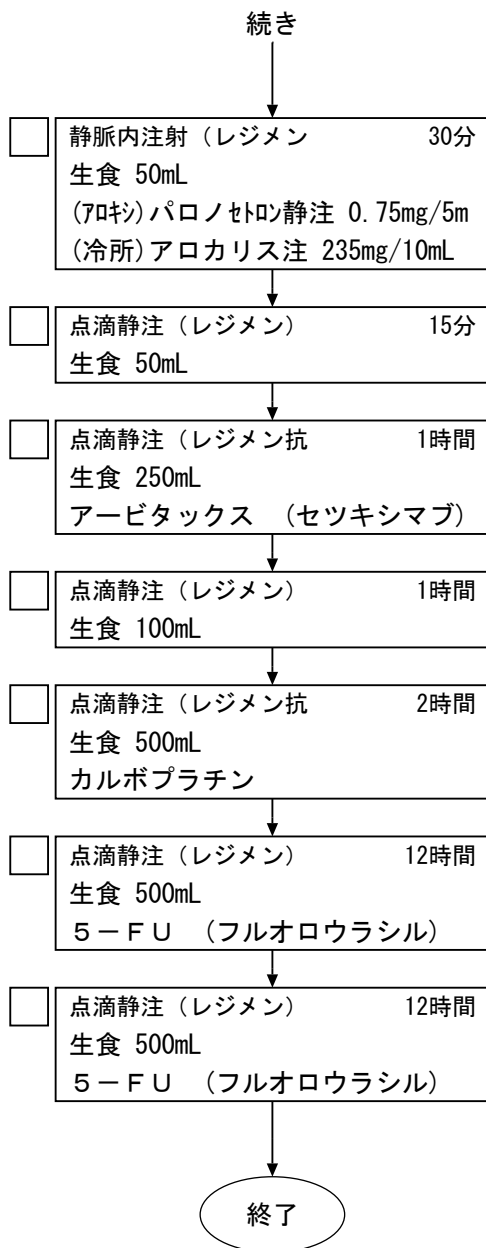 続き
静脈内注射（レジメン 30分
生食 50mL
(アロキシ)パロノセトロン静注 0.75mg/5m
(冷所)アロカリス注 235mg/10mL
点滴静注（レジメン） 15分
生食 50mL
点滴静注（レジメン抗 1時間
生食 250mL
アービタックス （セツキシマブ）
点滴静注（レジメン） 1時間
生食 100mL
点滴静注（レジメン抗 2時間
生食 500mL
カルボプラチン
点滴静注（レジメン） 12時間
生食 500mL
５－ＦＵ （フルオロウラシル）
点滴静注（レジメン） 12時間
生食 500mL
５－ＦＵ （フルオロウラシル）
終了